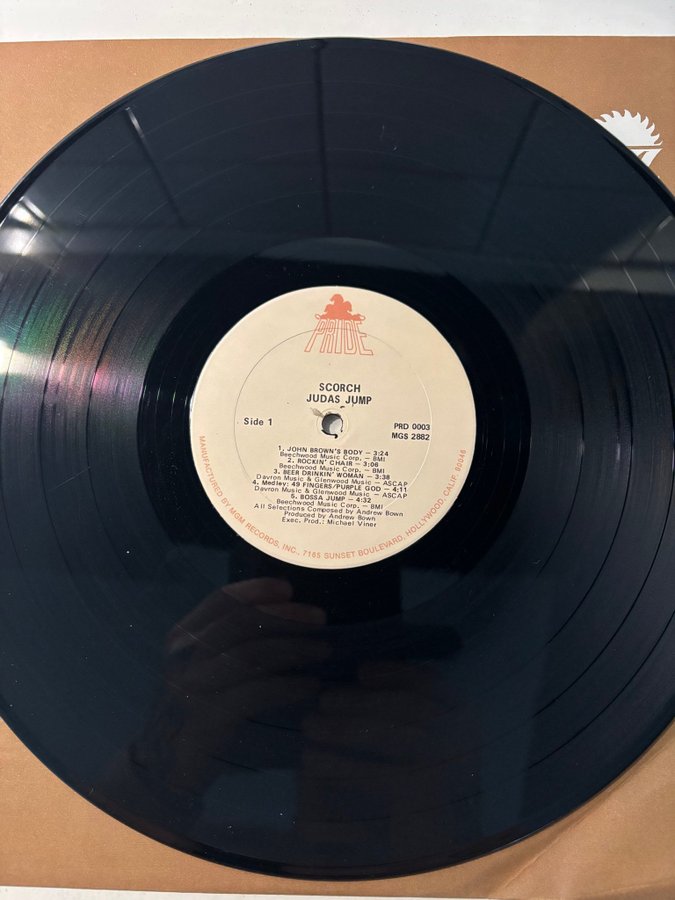 PRIDE
SCORCH
JUDAS JUMP
Side 1
PRD 0003
MGS 2882
1. JOHN BROWN'S BODY — 3:24
Beechwood Music Corp. — BMI
2. ROCKIN' CHAIR — 3:06
Beechwood Music Corp. — BMI
3. BEER DRINKIN' WOMAN — 3:38
Davron Music & Glenwood Music — ASCAP
4. Medley: 49 FINGERS/PURPLE GOD — 4:11
Davron Music & Glenwood Music — ASCAP
5. BOSSA JUMP — 4:32
Beechwood Music Corp. — BMI
All Selections Composed by Andrew Bown
Produced by Andrew Bown
Exec. Prod.: Michael Viner
MANUFACTURED BY MGM RECORDS, INC., 7165 SUNSET BOULEVARD, HOLLYWOOD, CALIF. 90046